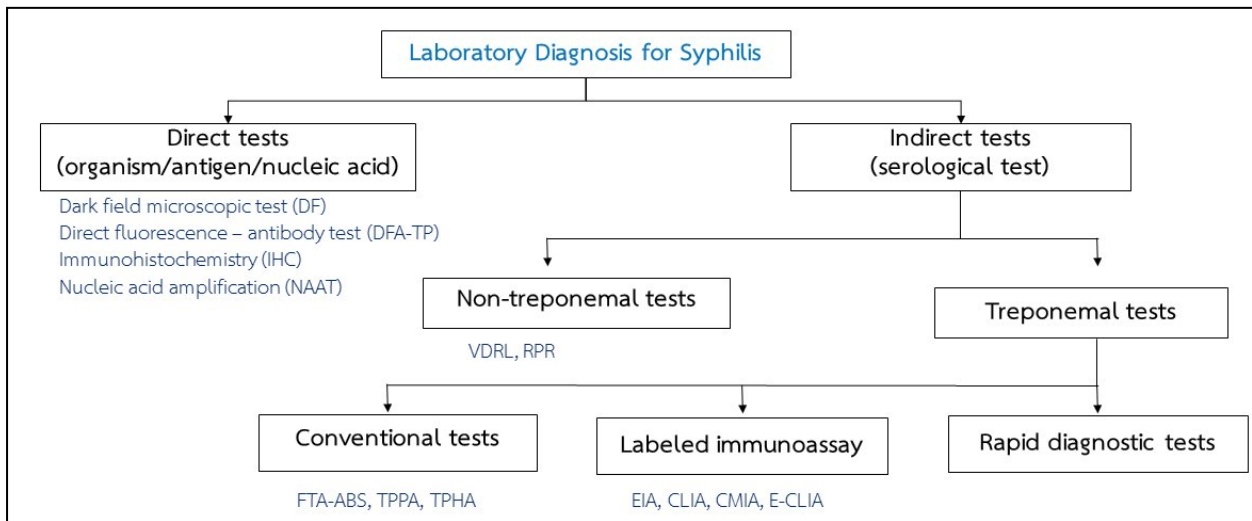 Laboratory Diagnosis for Syphilis
Direct tests
(organism/antigen/nucleic acid)
Dark field microscopic test (DF)
Direct fluorescence – antibody test (DFA-TP)
Immunohistochemistry (IHC)
Nucleic acid amplification (NAAT)
Indirect tests
(serological test)
Non-treponemal tests
VDRL, RPR
Treponemal tests
Conventional tests
FTA-ABS, TPPA, TPHA
Labeled immunoassay
EIA, CLIA, CMIA, E-CLIA
Rapid diagnostic tests